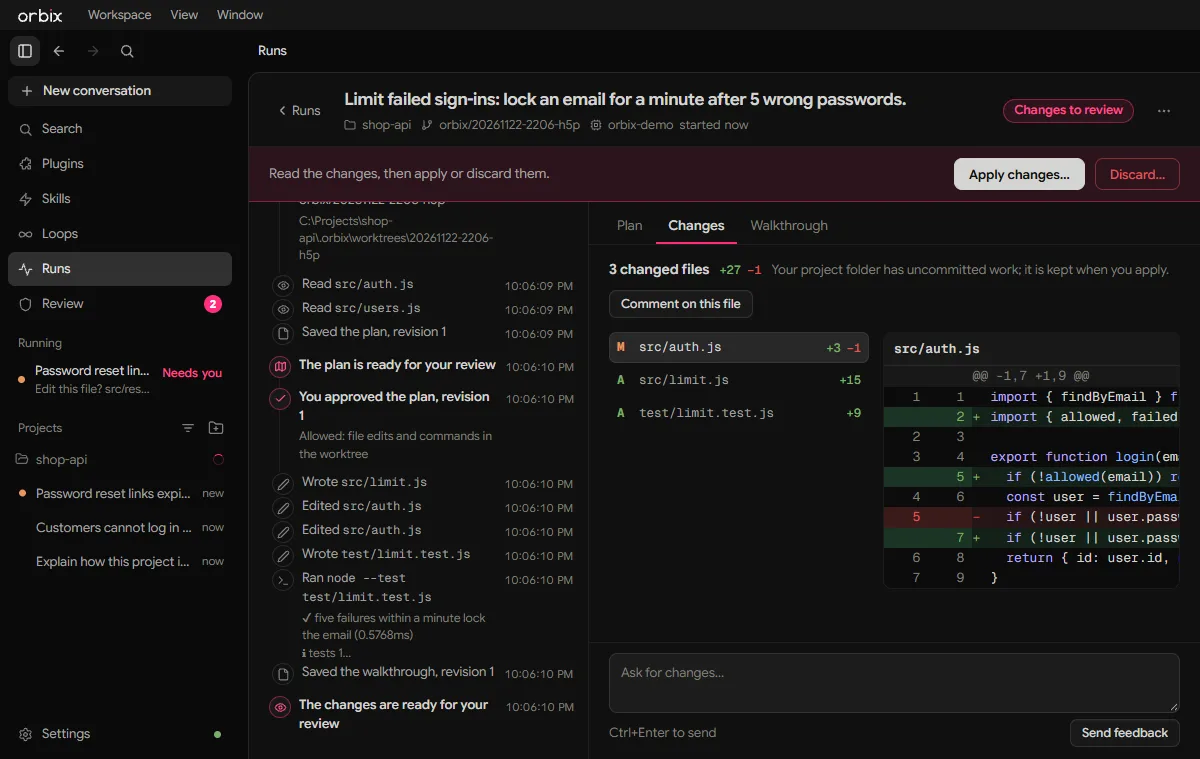 orbix Workspace View Window
Runs
New conversation
Search
Plugins
Skills
Loops
Runs
Review 2
Running
Password reset lin... Needs you
Edit this file? src/res...
Projects
shop-api
Password reset links expi... new
Customers cannot log in ... now
Explain how this project i... now
Settings
Runs
Limit failed sign-ins: lock an email for a minute after 5 wrong passwords.
shop-api orbix/20261122-2206-h5p orbix-demo started now
Changes to review
Read the changes, then apply or discard them.
Apply changes...
Discard...
orbix/20261122-2206-h5p
C:\Projects\shop-
api\.orbix\worktrees\20261122-2206-
h5p
Read src/auth.js 10:06:09 PM
Read src/users.js 10:06:09 PM
Saved the plan, revision 1 10:06:09 PM
The plan is ready for your review 10:06:10 PM
You approved the plan, revision 10:06:10 PM
1
Allowed: file edits and commands in
the worktree
Wrote src/limit.js 10:06:10 PM
Edited src/auth.js 10:06:10 PM
Edited src/auth.js 10:06:10 PM
Wrote test/limit.test.js 10:06:10 PM
Ran node --test 10:06:10 PM
test/limit.test.js
✓ five failures within a minute lock
the email (0.5768ms)
ℹ tests 1...
Saved the walkthrough, revision 1 10:06:10 PM
The changes are ready for your 10:06:10 PM
review
Plan Changes Walkthrough
3 changed files +27 −1 Your project folder has uncommitted work; it is kept when you apply.
Comment on this file
M src/auth.js +3 −1
A src/limit.js +15
A test/limit.test.js +9
src/auth.js
@@ -1,7 +1,9 @@
1 1 import { findByEmail } f
2 + import { allowed, failed
2 3
3 4 export function login(em
5 + if (!allowed(email)) r
4 6 const user = findByEma
5 − if (!user || user.pass
7 + if (!user || user.pass
6 8 return { id: user.id,
7 9 }
Ask for changes...
Ctrl+Enter to send
Send feedback